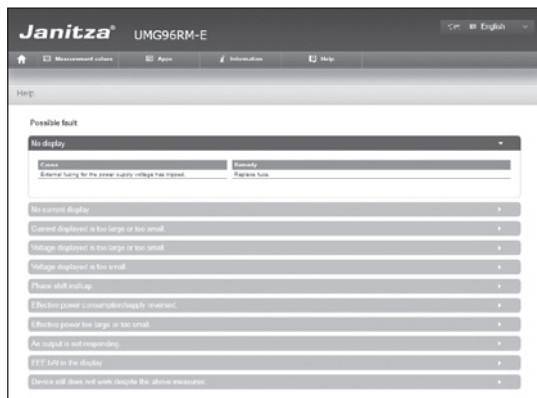 Janitza® UMG96RM-E
English
Measurement values Apps Information Help
Help
Possible fault
No display
Cause Remedy
External fusing for the power supply voltage has tripped. Replace fuse.
No current display
Current displayed is too large or too small.
Voltage displayed is too large or too small.
Voltage displayed is too small.
Phase shift ind/cap.
Effective power consumption/supply reversed.
Effective power too large or too small.
An output is not responding.
in the display
Device still does not work despite the above measures.